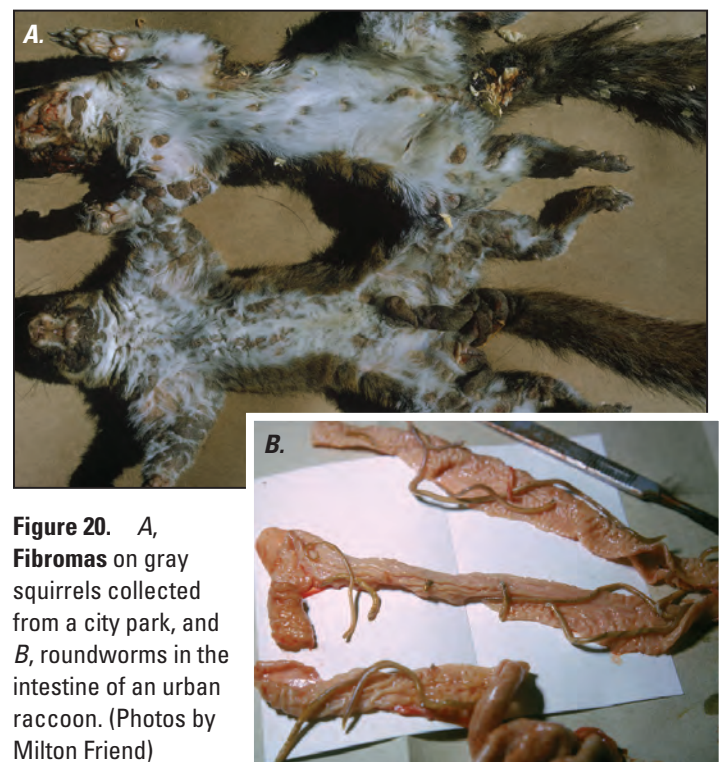 A.
B.
Figure 20. A,
Fibromas on gray
squirrels collected
from a city park, and
B, roundworms in the
intestine of an urban
raccoon. (Photos by
Milton Friend)